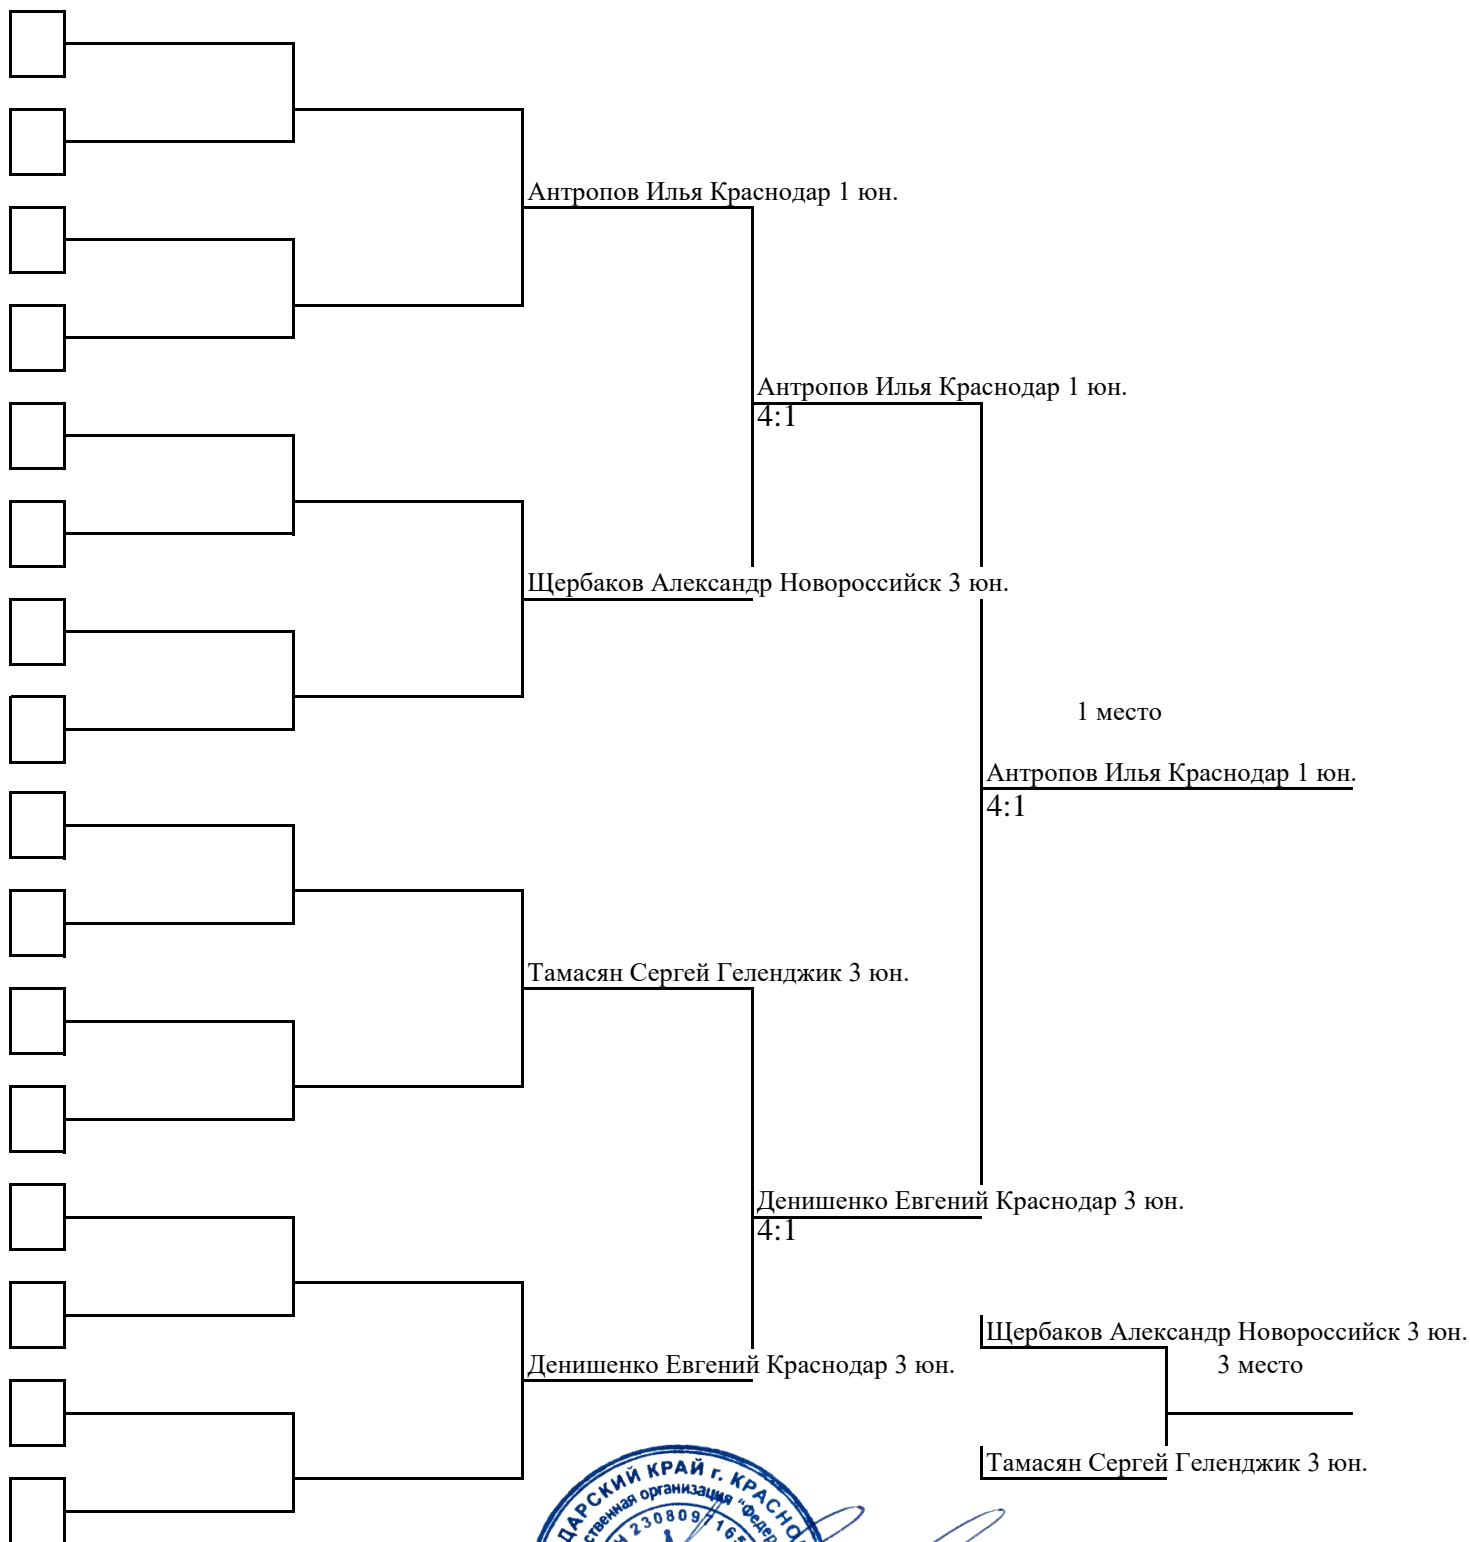 Антропов Илья Краснодар 1 юн.
Антропов Илья Краснодар 1 юн.
4:1
Щербаков Александр Новороссийск 3 юн.
1 место
Антропов Илья Краснодар 1 юн.
4:1
Тамасян Сергей Геленджик 3 юн.
Денишенко Евгений Краснодар 3 юн.
4:1
Щербаков Александр Новороссийск 3 юн.
Денишенко Евгений Краснодар 3 юн.
3 место
Тамасян Сергей Геленджик 3 юн.
КРАЙ г.
организация